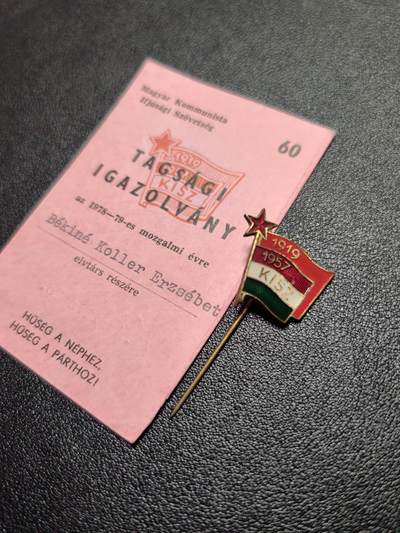 Magyar Kommunista
Ifjúsági Szövetség
60
1919
KISZ
TAGSÁGI
IGAZOLVÁNY
az 1978—79-es mozgalmi évre
Békiné Koller Erzsébet
elvtárs részére
HŰSÉG A NÉPHEZ,
HŰSÉG A PÁRTHOZ!
1919
1957
KISZ